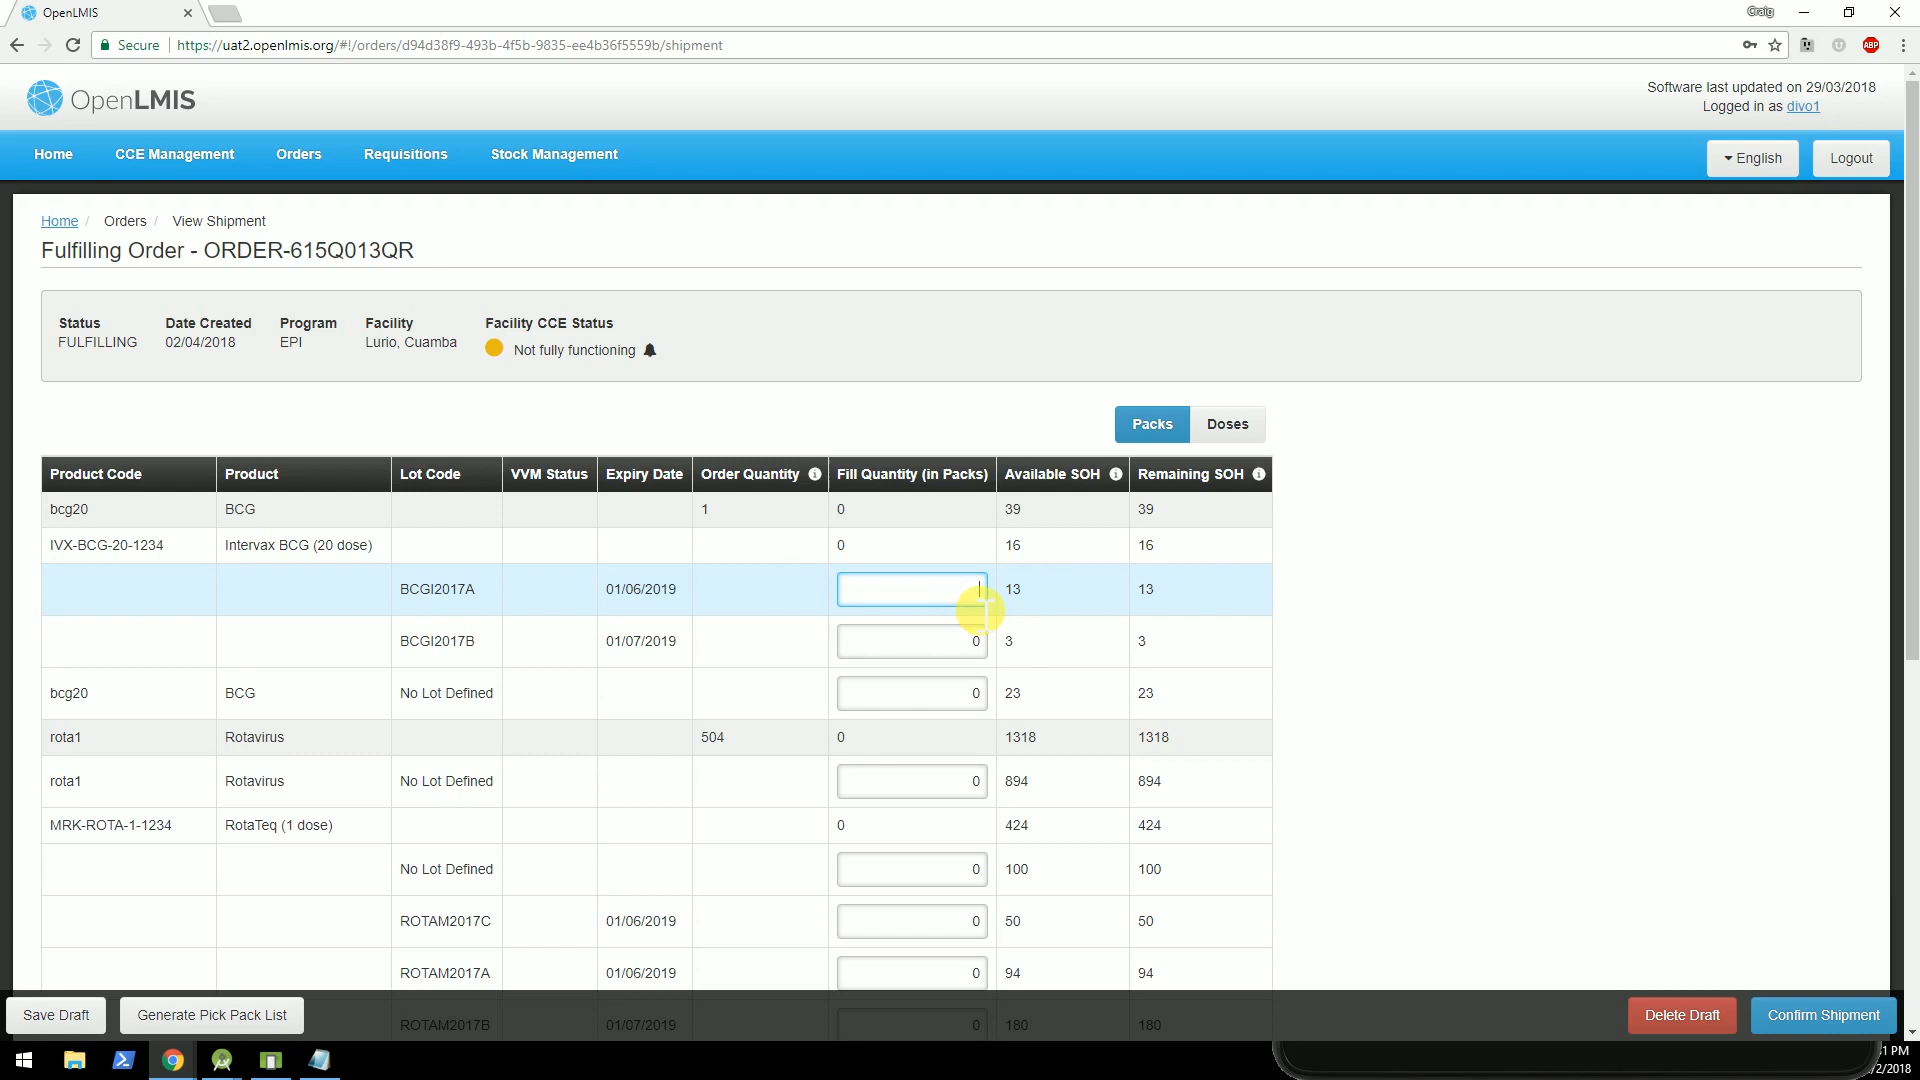 OpenLMIS
Craig
Secure
https://uat2.openlmis.org/#!/orders/d94d38f9-493b-4f5b-9835-ee4b36f5559b/shipment
ABP
OpenLMIS
Software last updated on 29/03/2018
Logged in as divo1
Home CCE Management Orders Requisitions Stock Management
English Logout
Home / Orders / View Shipment
Fulfilling Order - ORDER-615Q013QR
Status Date Created Program Facility Facility CCE Status
FULFILLING 02/04/2018 EPI Lurio, Cuamba Not fully functioning
Packs Doses
Product Code Product Lot Code VVM Status Expiry Date Order Quantity Fill Quantity (in Packs) Available SOH Remaining SOH
bcg20 BCG 1 0 39 39
IVX-BCG-20-1234 Intervax BCG (20 dose) 0 16 16
BCGI2017A 01/06/2019 13 13
BCGI2017B 01/07/2019 0 3 3
bcg20 BCG No Lot Defined 0 23 23
rota1 Rotavirus 504 0 1318 1318
rota1 Rotavirus No Lot Defined 0 894 894
MRK-ROTA-1-1234 RotaTeq (1 dose) 0 424 424
No Lot Defined 0 100 100
ROTAM2017C 01/06/2019 0 50 50
ROTAM2017A 01/06/2019 0 94 94
ROTAM2017B 01/07/2019 0 180 180
Save Draft Generate Pick Pack List Delete Draft Confirm Shipment
1 PM
/2/2018